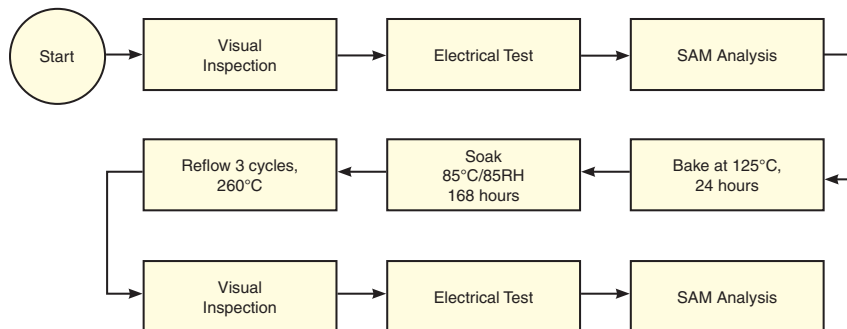 Start
Visual
Inspection
Electrical Test
SAM Analysis
Bake at 125°C,
24 hours
Soak
85°C/85RH
168 hours
Reflow 3 cycles,
260°C
Visual
Inspection
Electrical Test
SAM Analysis